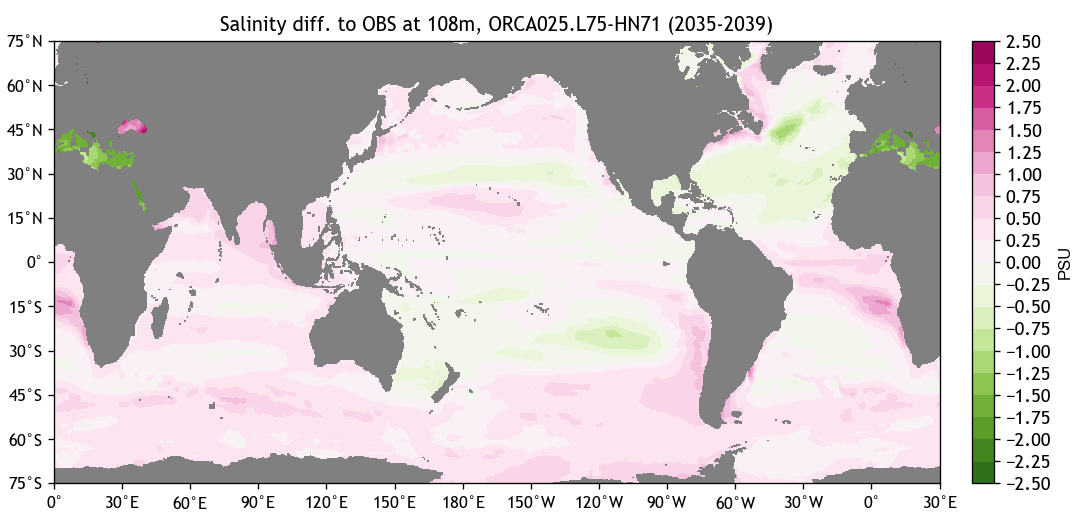 Salinity diff. to OBS at 108m, ORCA025.L75-HN71 (2035-2039)
75°N
60°N
45°N
30°N
15°N
0°
15°S
30°S
45°S
60°S
75°S
0°
30°E
60°E
90°E
120°E
150°E
180°E
150°W
120°W
90°W
60°W
30°W
0°
30°E
2.50
2.25
2.00
1.75
1.50
1.25
1.00
0.75
0.50
0.25
0.00
−0.25
−0.50
−0.75
−1.00
−1.25
−1.50
−1.75
−2.00
−2.25
−2.50
PSU